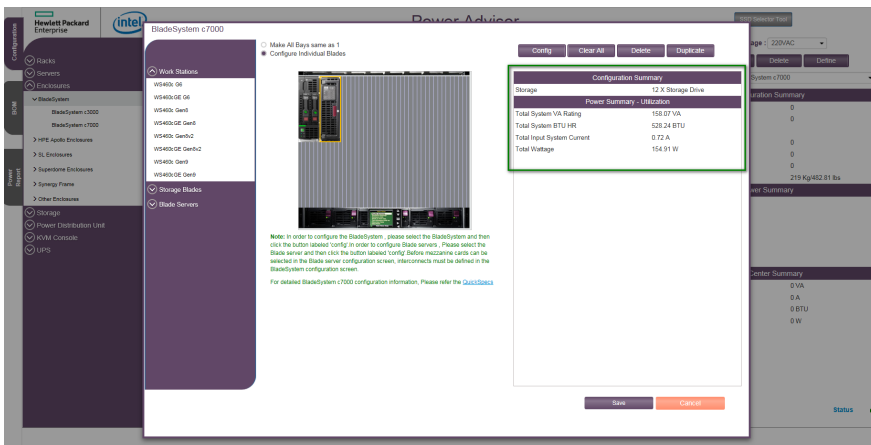 Hewlett Packard
Enterprise
(intel
Power Advisor
SSD Selector Tool
Configuration
BOM
Power
Report
Racks
Servers
Enclosures
BladeSystem
BladeSystem c3000
BladeSystem c7000
HPE Apollo Enclosures
SL Enclosures
Superdome Enclosures
Synergy Frame
Other Enclosures
Storage
Power Distribution Unit
KVM Console
UPS
BladeSystem c7000
Work Stations
WS460c G6
WS460cGE G6
WS460c Gen8
WS460cGE Gen8
WS460c Gen8v2
WS460cGE Gen8v2
WS460c Gen9
WS460cGE Gen9
Storage Blades
Blade Servers
Make All Bays same as 1
Configure Individual Blades
Note: In order to configure the BladeSystem , please select the BladeSystem and then
click the button labeled 'config'.In order to configure Blade servers , Please select the
Blade server and then click the button labeled 'config'.Before mezzanine cards can be
selected in the Blade server configuration screen, interconnects must be defined in the
BladeSystem configuration screen.
For detailed BladeSystem c7000 configuration information, Please refer the QuickSpecs
Config Clear All Delete Duplicate
Configuration Summary
Storage 12 X Storage Drive
Power Summary - Utilization
Total System VA Rating 158.07 VA
Total System BTU HR 528.24 BTU
Total Input System Current 0.72 A
Total Wattage 154.91 W
Save Cancel
age : 220VAC
Delete Define
System c7000
uration Summary
0
0
0
0
219 Kg/482.81 lbs
wer Summary
Center Summary
0 VA
0 A
0 BTU
0 W
Status